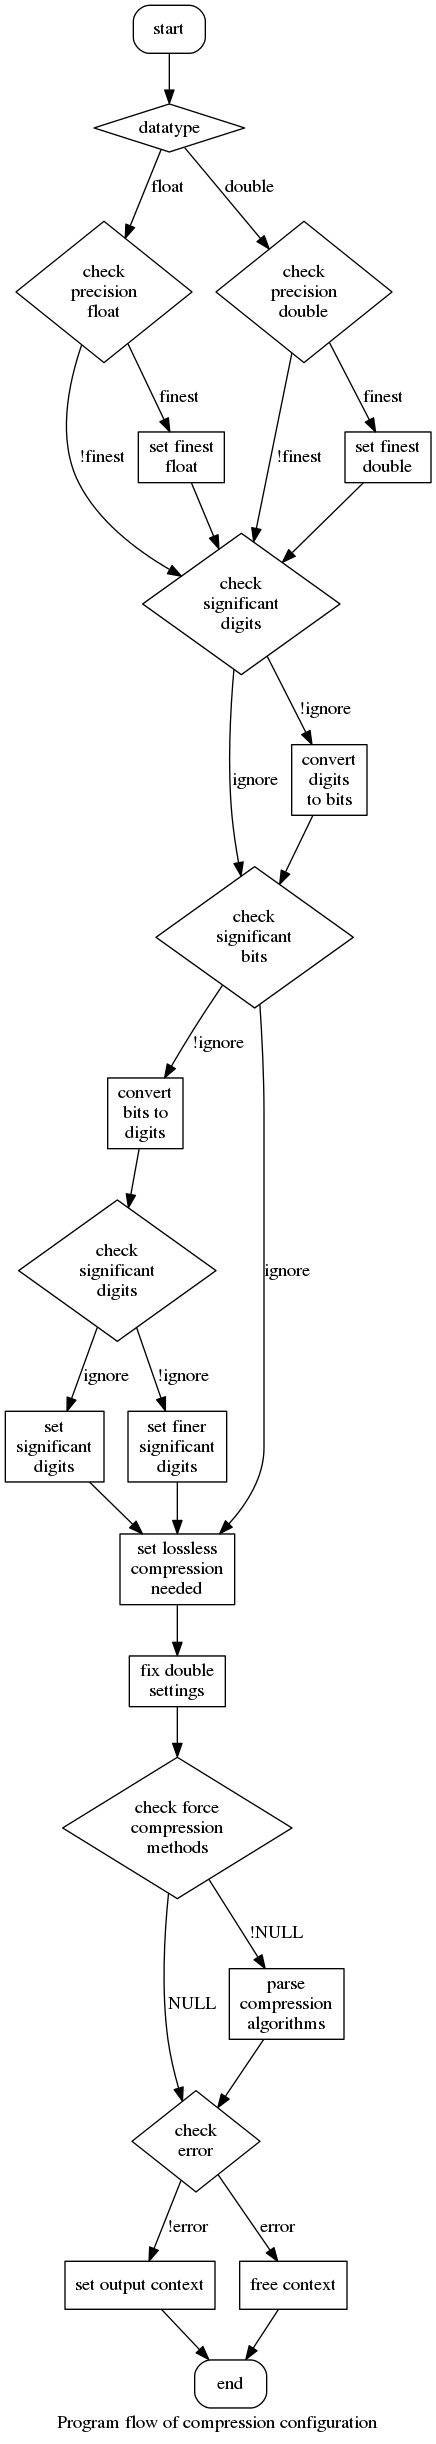 start
datatype
float
double
check
precision
float
check
precision
double
finest
finest
!finest
set finest
float
!finest
set finest
double
check
significant
digits
!ignore
ignore
convert
digits
to bits
check
significant
bits
!ignore
convert
bits to
digits
check
significant
digits
ignore
ignore
!ignore
set
significant
digits
set finer
significant
digits
set lossless
compression
needed
fix double
settings
check force
compression
methods
!NULL
NULL
parse
compression
algorithms
check
error
!error
error
set output context
free context
end
Program flow of compression configuration